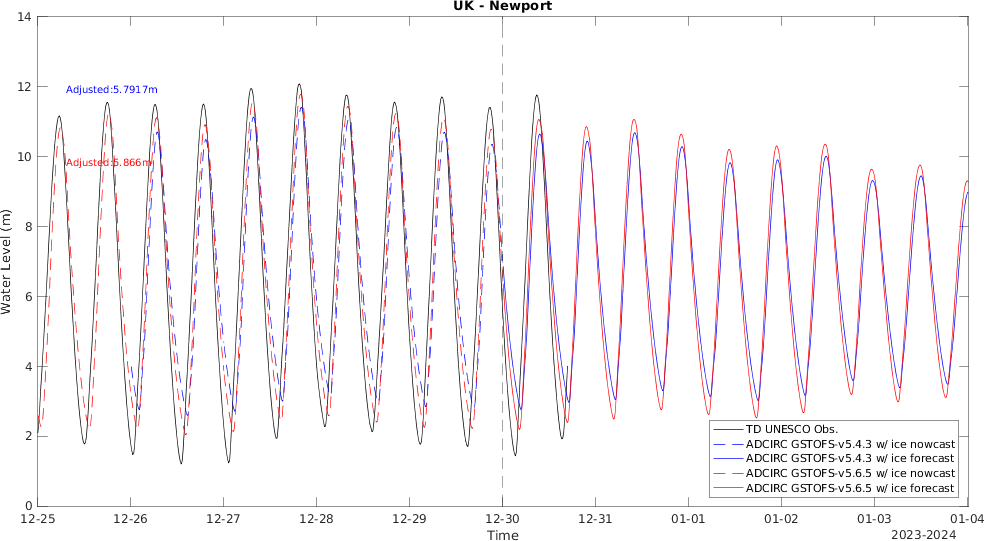 UK - Newport
14
12
10
8
6
4
2
0
Water Level (m)
Adjusted:5.7917m
Adjusted:5.866m
TD UNESCO Obs.
ADCIRC GSTOFS-v5.4.3 w/ ice nowcast
ADCIRC GSTOFS-v5.4.3 w/ ice forecast
ADCIRC GSTOFS-v5.6.5 w/ ice nowcast
ADCIRC GSTOFS-v5.6.5 w/ ice forecast
12-25 12-26 12-27 12-28 12-29 12-30 12-31 01-01 01-02 01-03 01-04
Time
2023-2024